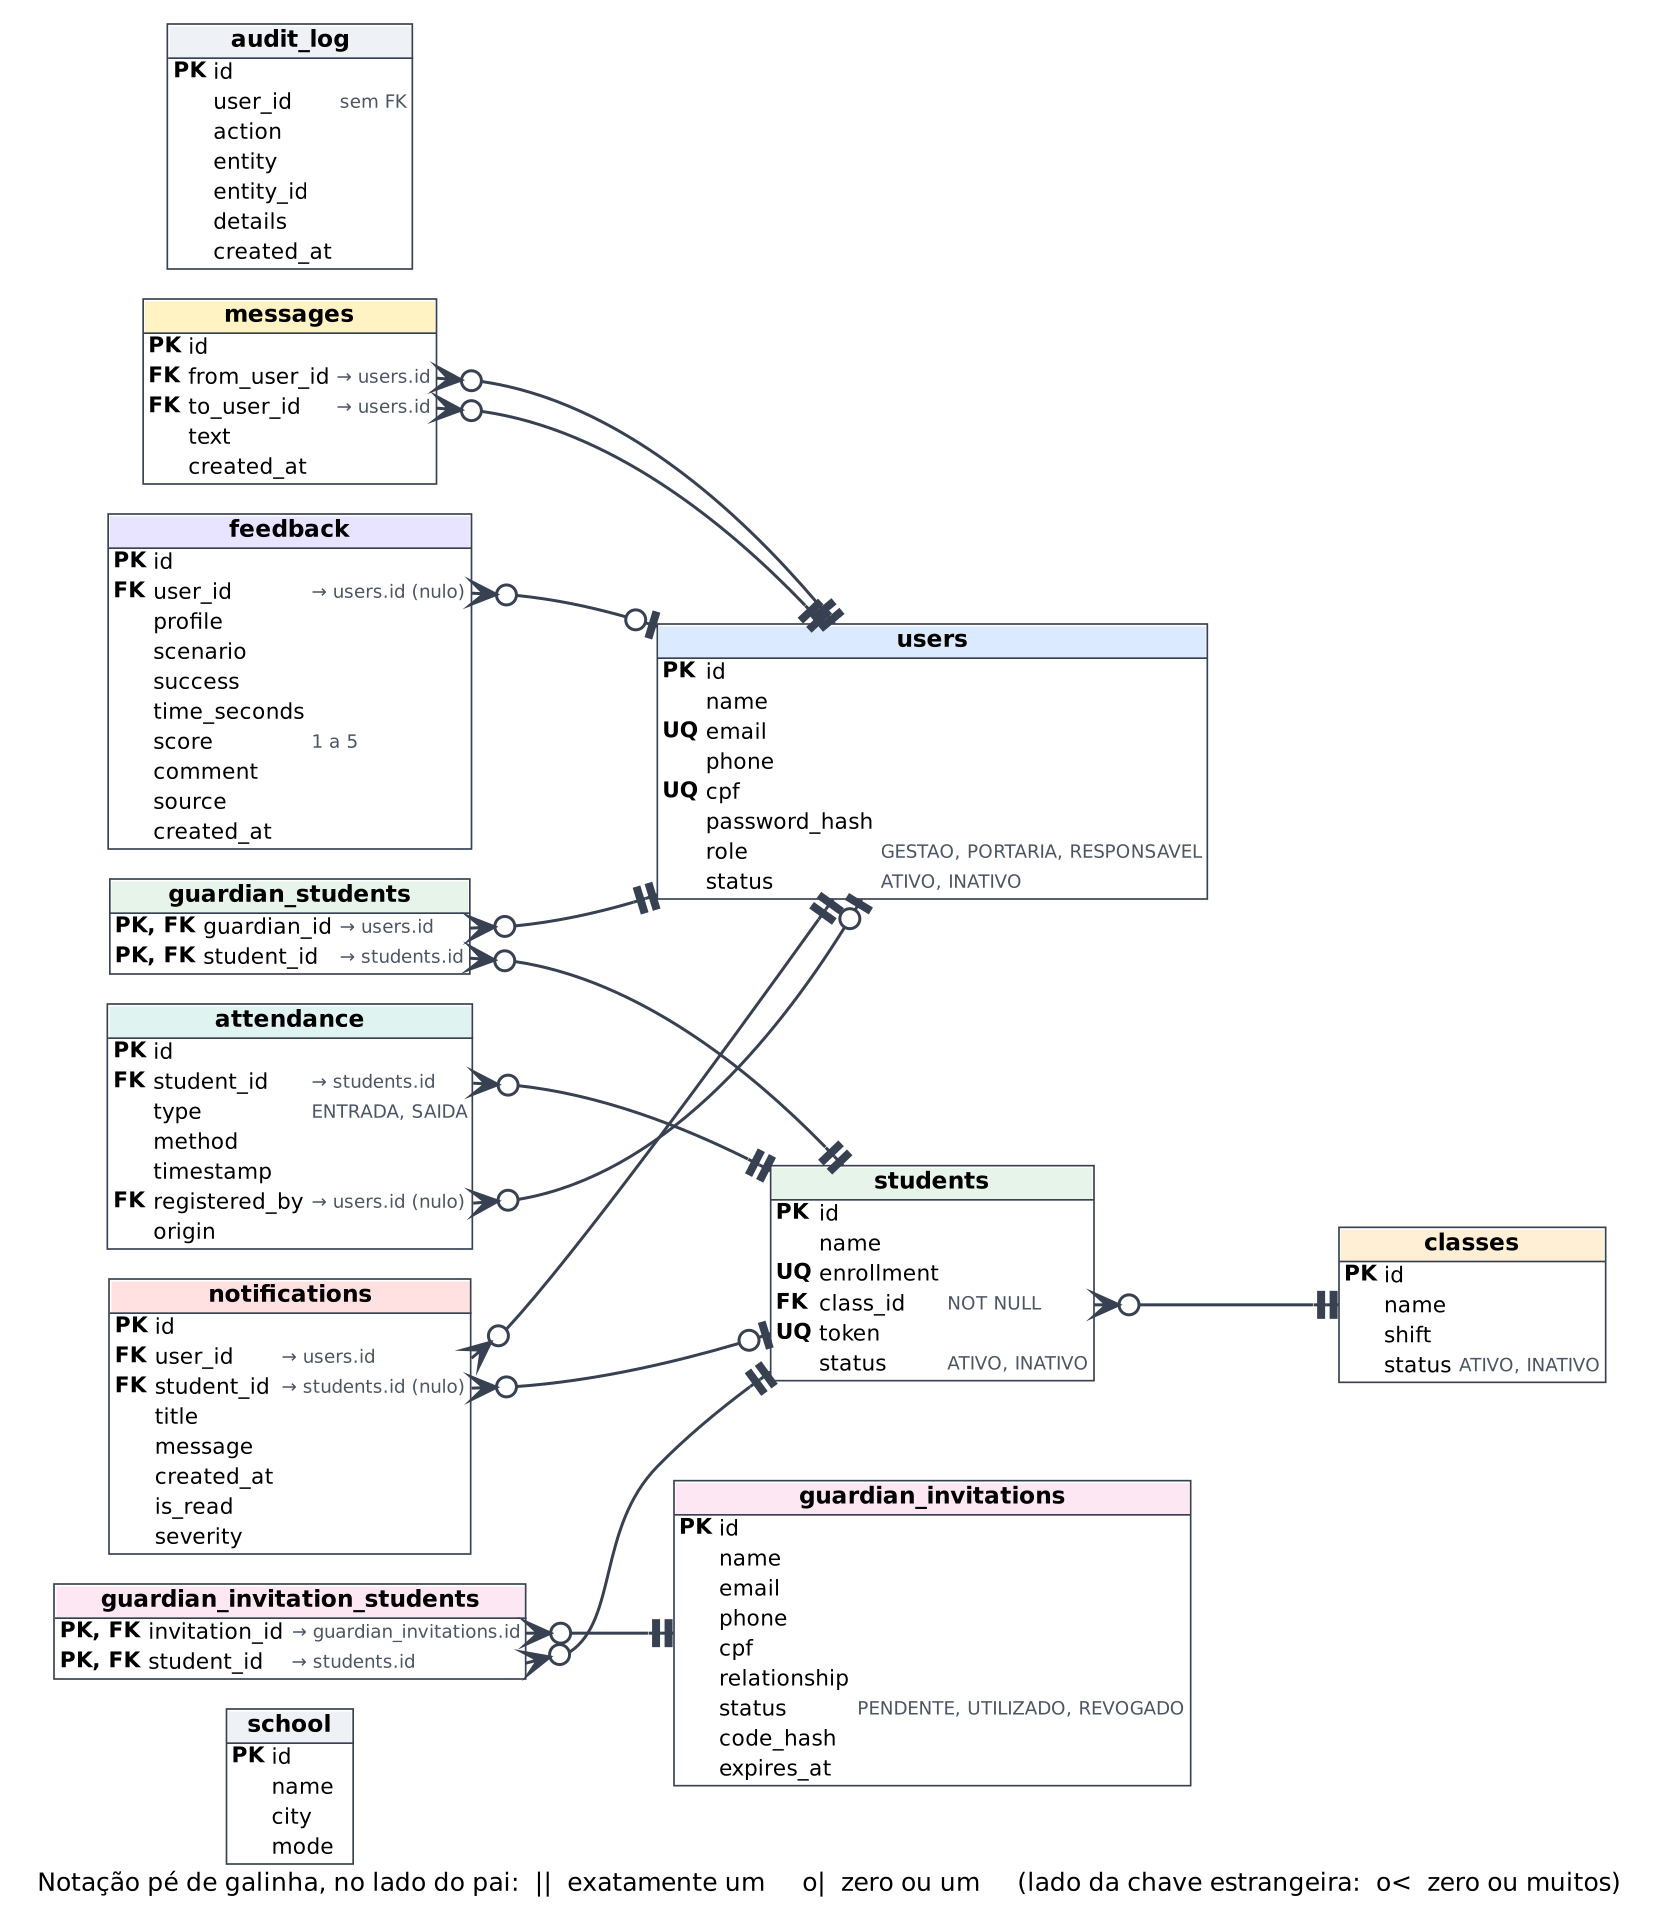 audit_log
PK id
user_id sem FK
action
entity
entity_id
details
created_at
messages
PK id
FK from_user_id → users.id
FK to_user_id → users.id
text
created_at
feedback
PK id
FK user_id → users.id (nulo)
profile
scenario
success
time_seconds
score 1 a 5
comment
source
created_at
users
PK id
name
UQ email
phone
UQ cpf
password_hash
role GESTAO, PORTARIA, RESPONSAVEL
status ATIVO, INATIVO
guardian_students
PK, FK guardian_id → users.id
PK, FK student_id → students.id
attendance
PK id
FK student_id → students.id
type ENTRADA, SAIDA
method
timestamp
FK registered_by → users.id (nulo)
origin
students
PK id
name
UQ enrollment
FK class_id NOT NULL
UQ token
status ATIVO, INATIVO
classes
PK id
name
shift
status ATIVO, INATIVO
notifications
PK id
FK user_id → users.id
FK student_id → students.id (nulo)
title
message
created_at
is_read
severity
guardian_invitations
PK id
name
email
phone
cpf
relationship
status PENDENTE, UTILIZADO, REVOGADO
code_hash
expires_at
guardian_invitation_students
PK, FK invitation_id → guardian_invitations.id
PK, FK student_id → students.id
school
PK id
name
city
mode
Notação pé de galinha, no lado do pai: || exatamente um o| zero ou um (lado da chave estrangeira: o< zero ou muitos)